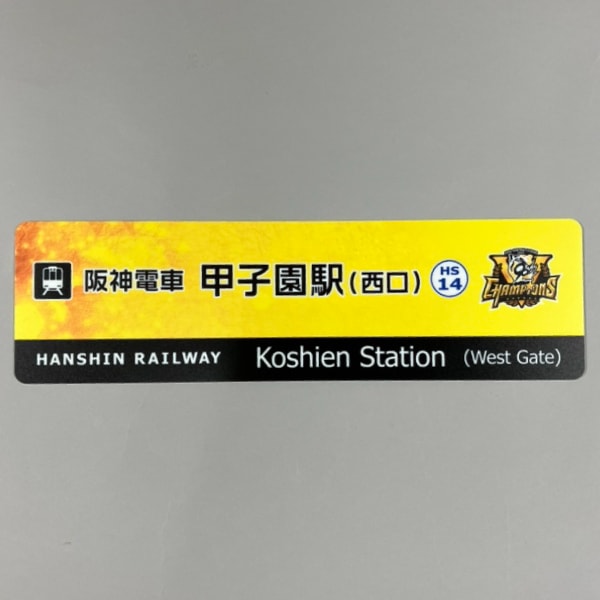 阪神電車 甲子園駅(西口) HS 14 CHAMPIONS
HANSHIN RAILWAY Koshien Station (West Gate)